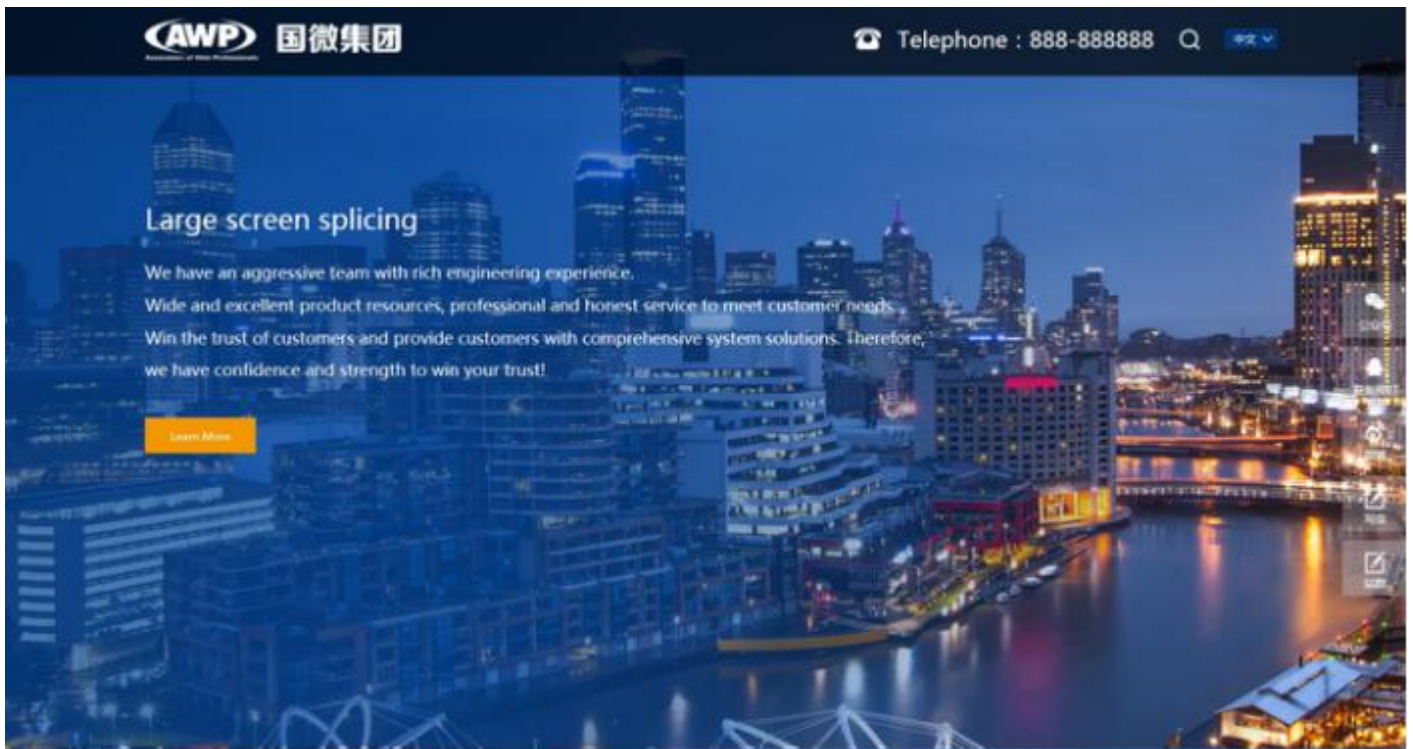 AWP
国微集团
Telephone : 888-888888
中文
Large screen splicing
We have an aggressive team with rich engineering experience.
Wide and excellent product resources, professional and honest service to meet customer needs.
Win the trust of customers and provide customers with comprehensive system solutions. Therefore,
we have confidence and strength to win your trust!
Learn More